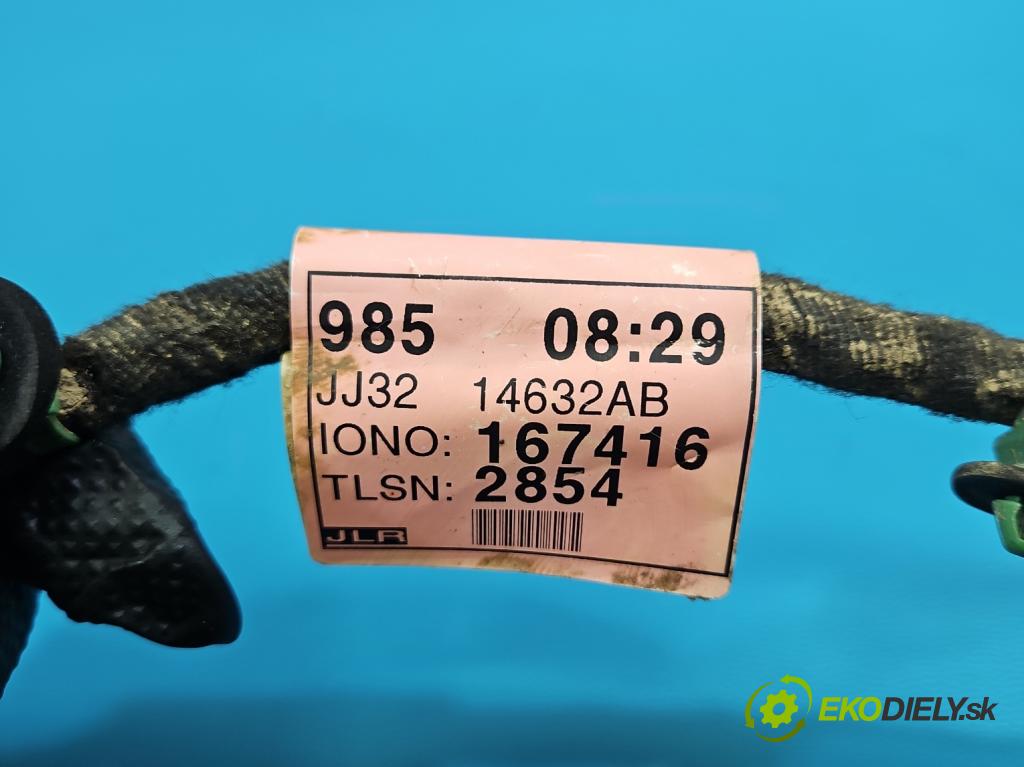 985 08:29
JJ32 14632AB
IONO: 167416
TLSN: 2854
JLR
EKODIELY.sk